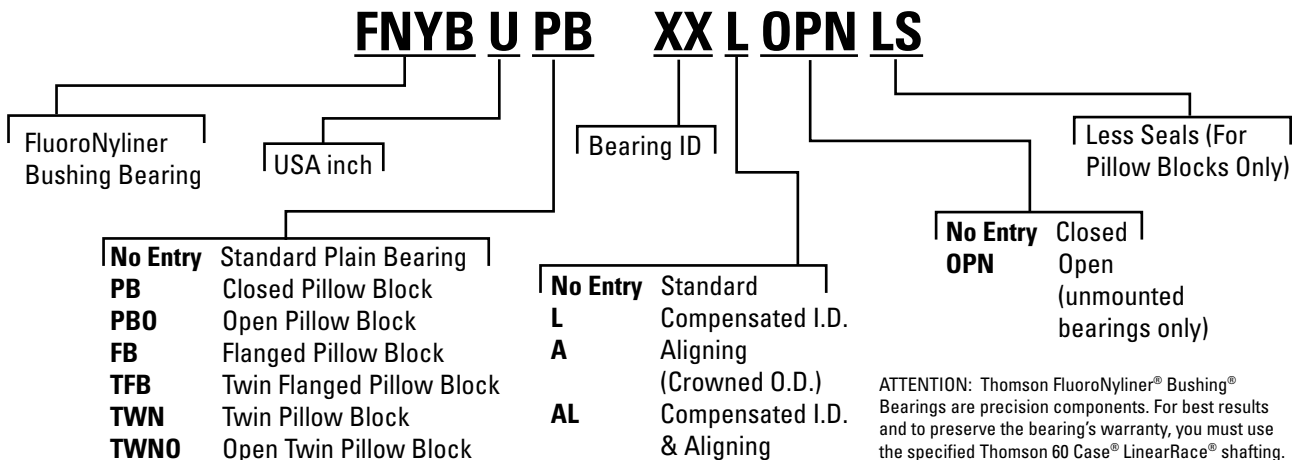 FNYB U PB XX L OPN LS
FluoroNyliner
Bushing Bearing
USA inch
Bearing ID
Less Seals (For
Pillow Blocks Only)
No Entry Standard Plain Bearing
PB Closed Pillow Block
PBO Open Pillow Block
FB Flanged Pillow Block
TFB Twin Flanged Pillow Block
TWN Twin Pillow Block
TWNO Open Twin Pillow Block
No Entry Standard
L Compensated I.D.
A Aligning
(Crowned O.D.)
AL Compensated I.D.
& Aligning
No Entry Closed
OPN Open
(unmounted
bearings only)
ATTENTION: Thomson FluoroNyliner® Bushing®
Bearings are precision components. For best results
and to preserve the bearing's warranty, you must use
the specified Thomson 60 Case® LinearRace® shafting.